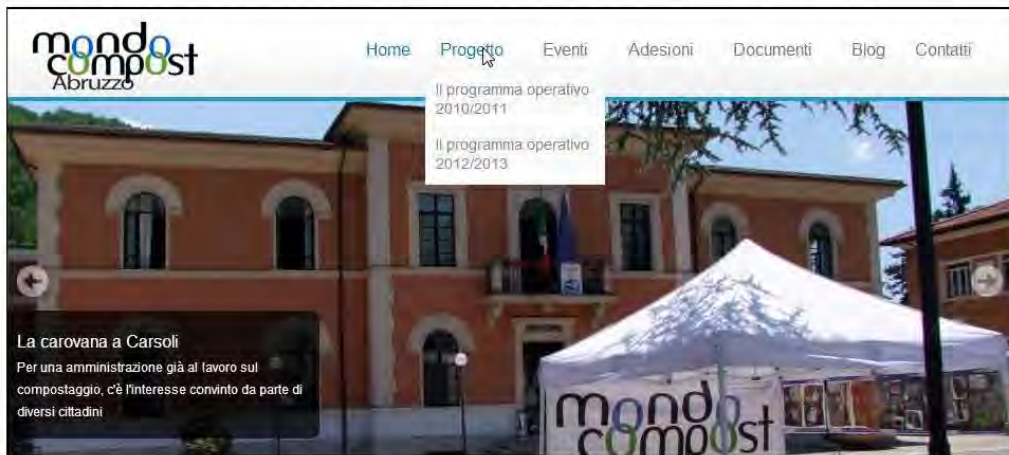 mondo
compost
Abruzzo
Home Progetto Eventi Adesioni Documenti Blog Contatti
Il programma operativo
2010/2011
Il programma operativo
2012/2013
La carovana a Carsoli
Per una amministrazione già al lavoro sul
compostaggio, c'è l'interesse convinto da parte di
diversi cittadini
mondo
compost